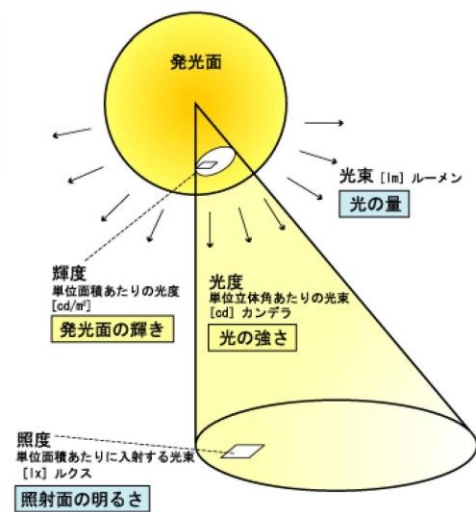 発光面
光束 [lm] ルーメン
光の量
輝度
単位面積あたりの光度
[cd/㎡]
発光面の輝き
光度
単位立体角あたりの光束
[cd] カンデラ
光の強さ
照度
単位面積あたりに入射する光束
[lx] ルクス
照射面の明るさ